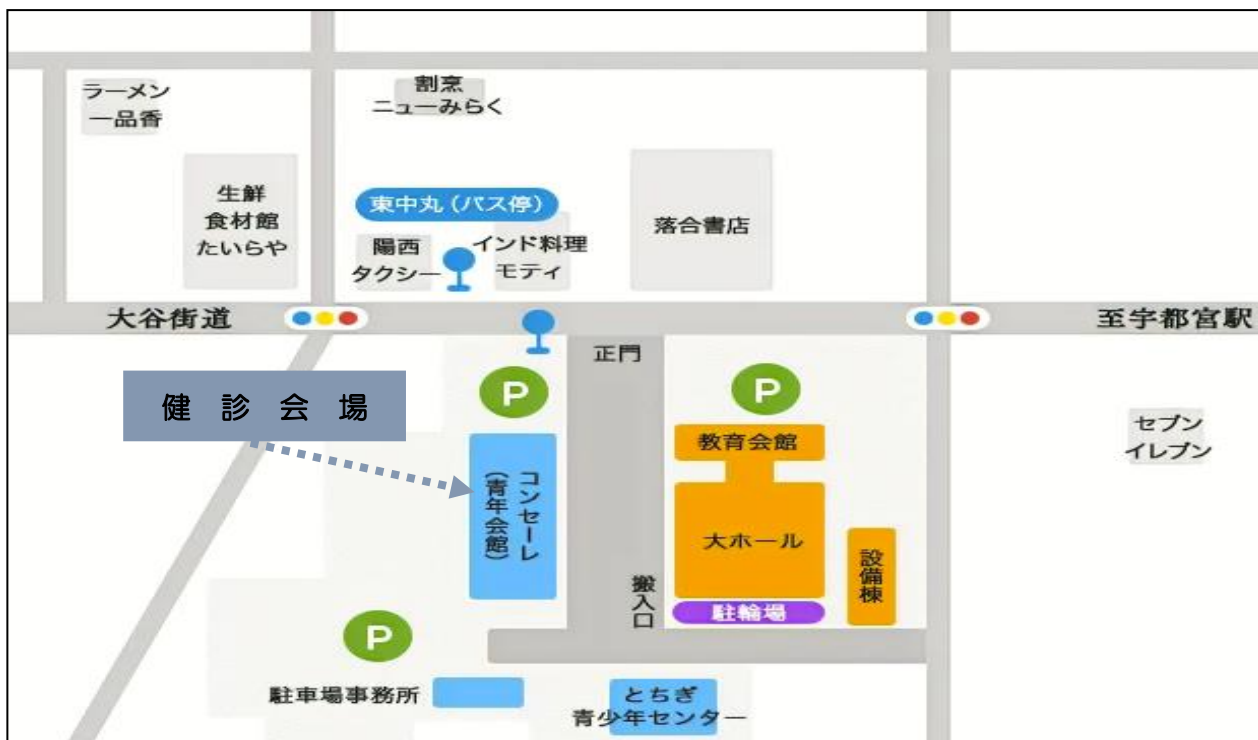 ラーメン
一品香
割烹
ニューみらく
生鮮
食材館
たいらや
東中丸(バス停)
陽西
タクシー
インド料理
モティ
落合書店
大谷街道
至宇都宮駅
正門
健診会場
P
P
教育会館
セブン
イレブン
コンセーレ
(青年会館)
大ホール
設備棟
搬入口
駐輪場
P
駐車場事務所
とちぎ
青少年センター